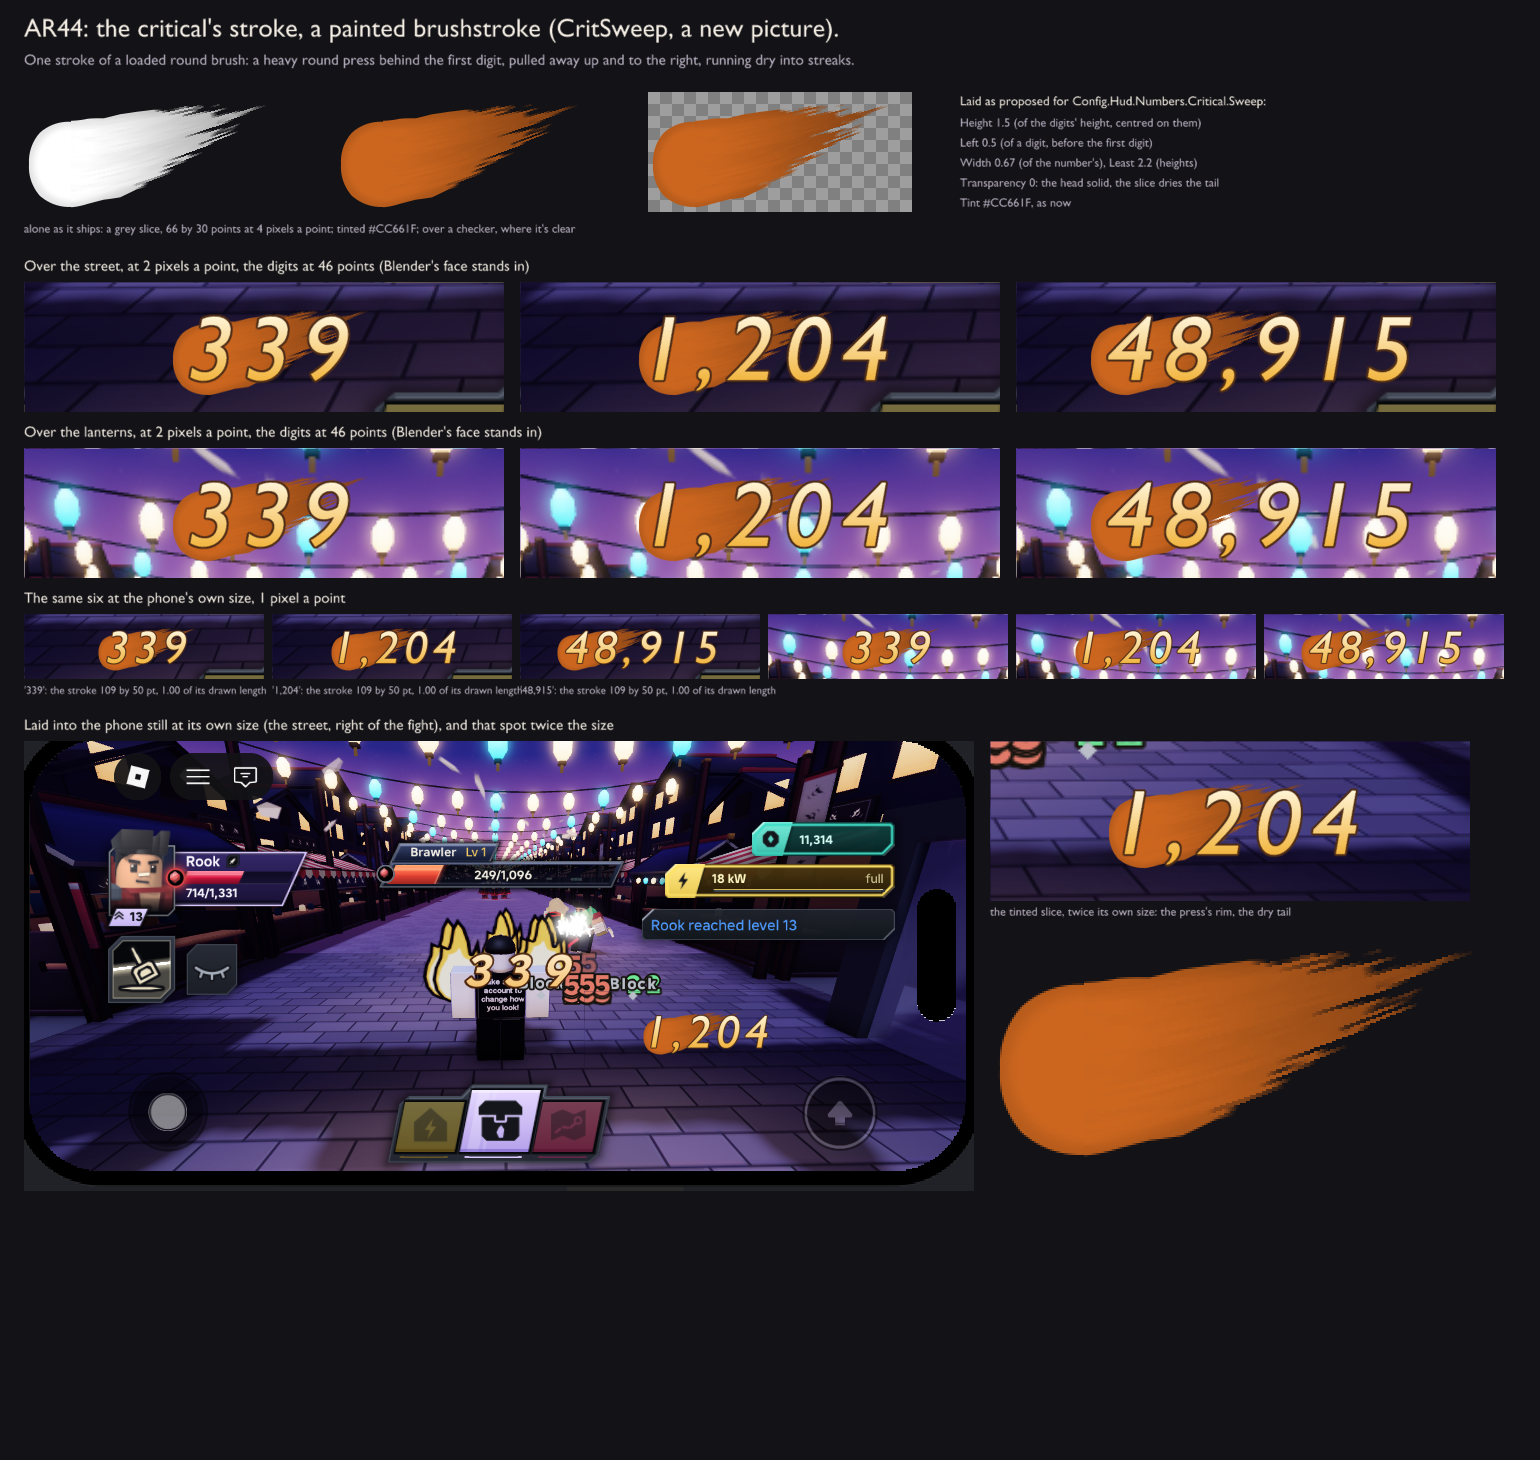 AR44: the critical's stroke, a painted brushstroke (CritSweep, a new picture).
One stroke of a loaded round brush: a heavy round press behind the first digit, pulled away up and to the right, running dry into streaks.
Laid as proposed for Config.Hud.Numbers.Critical.Sweep:
Height 1.5 (of the digits' height, centred on them)
Left 0.5 (of a digit, before the first digit)
Width 0.67 (of the number's), Least 2.2 (heights)
Transparency 0: the head solid, the slice dries the tail
Tint #CC661F, as now
alone as it ships: a grey slice, 66 by 30 points at 4 pixels a point; tinted #CC661F; over a checker, where it's clear
Over the street, at 2 pixels a point, the digits at 46 points (Blender's face stands in)
339
1,204
48,915
Over the lanterns, at 2 pixels a point, the digits at 46 points (Blender's face stands in)
339
1,204
48,915
The same six at the phone's own size, 1 pixel a point
339
1,204
48,915
339
1,204
48,915
'339': the stroke 109 by 50 pt, 1.00 of its drawn length
'1,204': the stroke 109 by 50 pt, 1.00 of its drawn length
'48,915': the stroke 109 by 50 pt, 1.00 of its drawn length
Laid into the phone still at its own size (the street, right of the fight), and that spot twice the size
11,314
Brawler Lv 1
249/1,096
Rook
714/1,331
13
18 kW full
Rook reached level 13
339
555
Block
account to
change how
you look!
1,204
1,204
the tinted slice, twice its own size: the press's rim, the dry tail